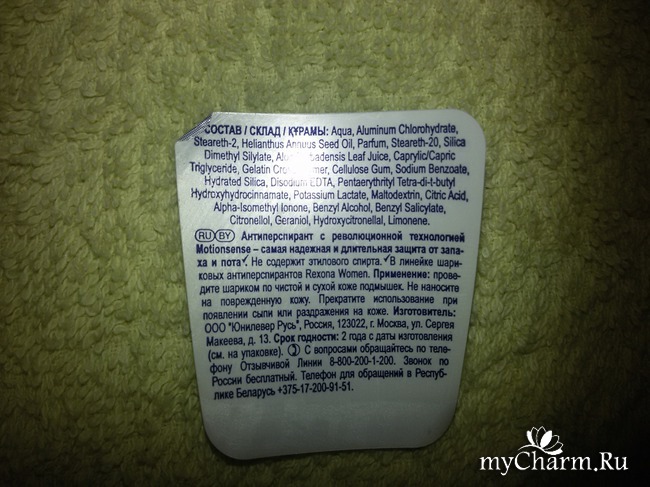 СОСТАВ / СКЛАД / ҚҰРАМЫ: Aqua, Aluminum Chlorohydrate,
Steareth-2, Helianthus Annuus Seed Oil, Parfum, Steareth-20, Silica
Dimethyl Silylate, Leaf Juice, Caprylic/Capric
Triglyceride, Gelatin Cellulose Gum, Sodium Benzoate,
Hydrated Silica, Disodium EDTA, Pentaerythrityl Tetra-di-t-butyl
Hydroxyhydrocinnamate, Potassium Lactate, Maltodextrin, Citric Acid,
Alpha-Isomethyl Ionone, Benzyl Alcohol, Benzyl Salicylate,
Citronellol, Geraniol, Hydroxycitronellal, Limonene.
RU BY Антиперспирант с революционной технологией
Motionsense – самая надежная и длительная защита от запа-
ха и пота✓. Не содержит этилового спирта. ✓В линейке шари-
ковых антиперспирантов Rexona Women. Применение: прове-
дите шариком по чистой и сухой коже подмышек. Не наносите
на поврежденную кожу. Прекратите использование при
появлении сыпи или раздражения на коже. Изготовитель:
ООО "Юнилевер Русь", Россия, 123022, г. Москва, ул. Сергея
Макеева, д. 13. Срок годности: 2 года с даты изготовления
(см. на упаковке). С вопросами обращайтесь по теле-
фону Отзывчивой Линии 8-800-200-1-200. Звонок по
России бесплатный. Телефон для обращений в Респуб-
лике Беларусь +375-17-200-91-51.
myCharm.Ru